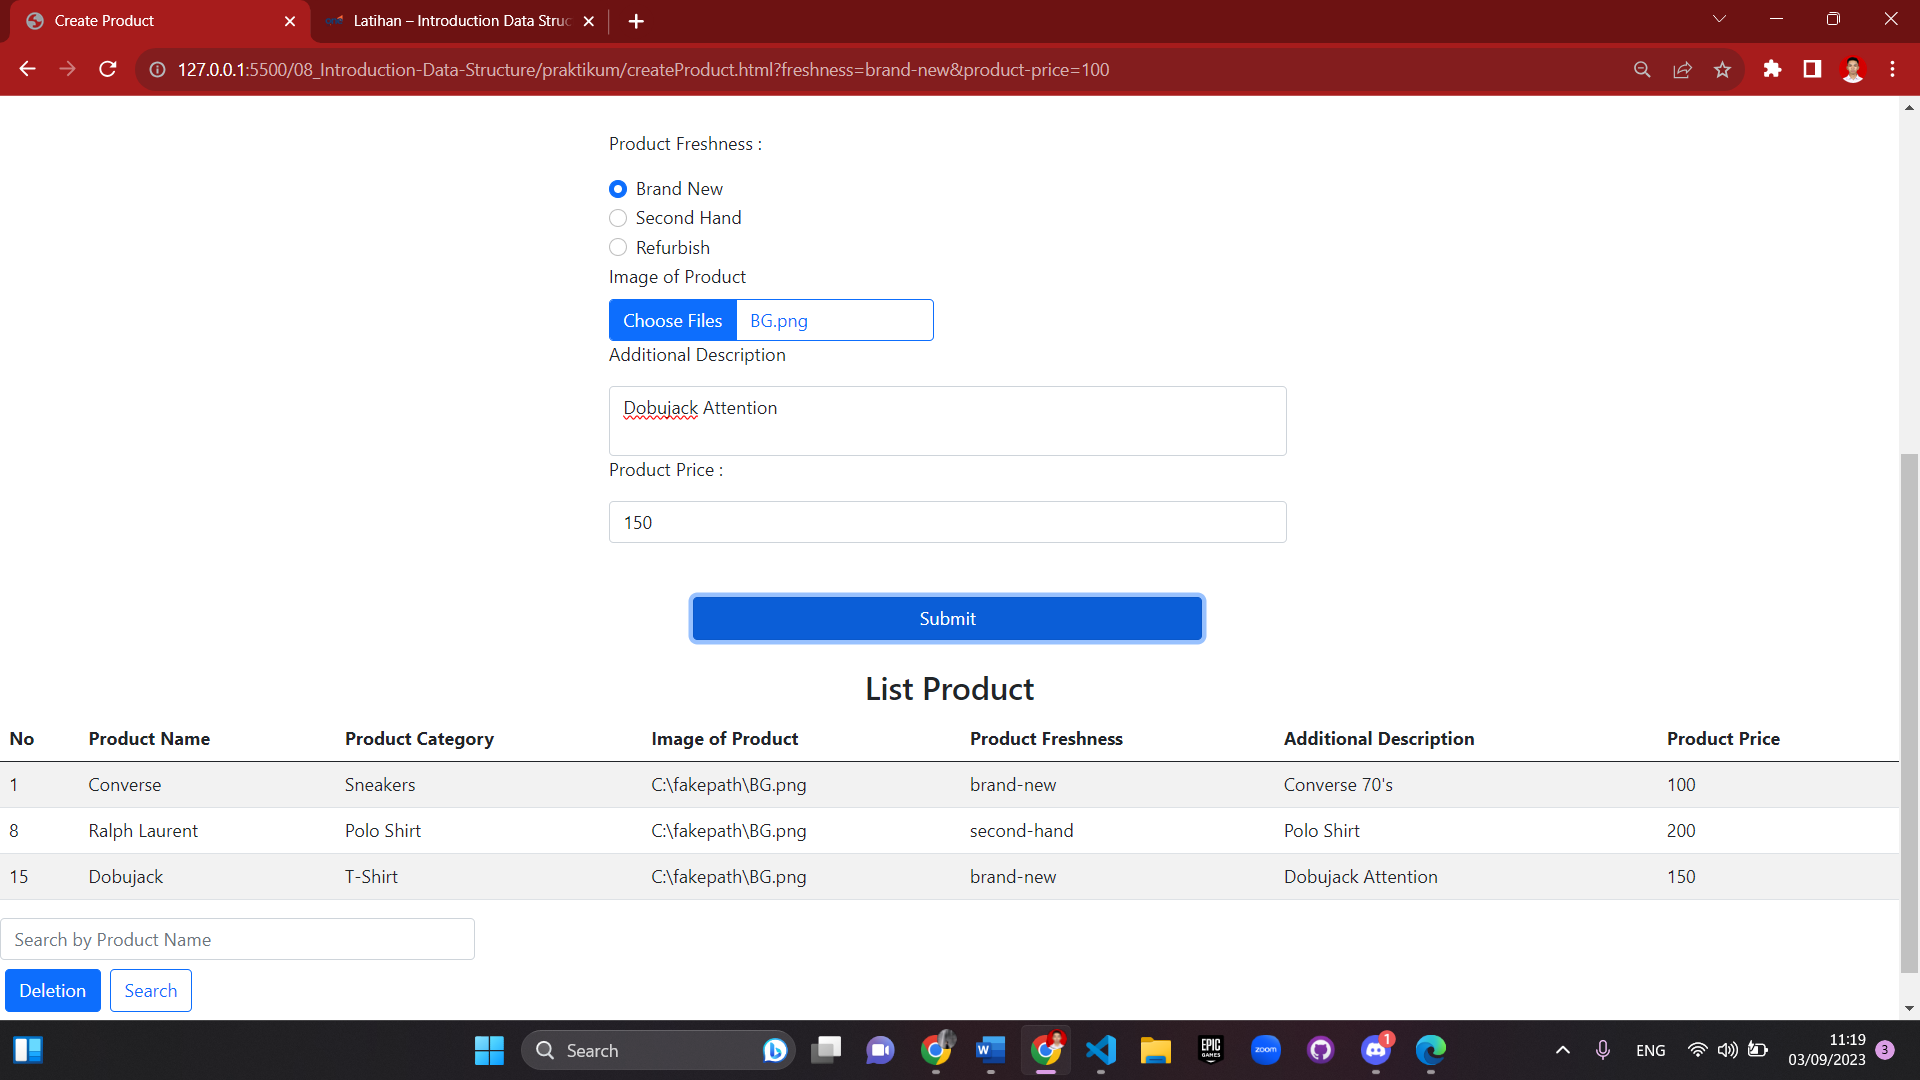 Create Product
Latihan – Introduction Data Struc
127.0.0.1:5500/08_Introduction-Data-Structure/praktikum/createProduct.html?freshness=brand-new&product-price=100
Product Freshness :
Brand New
Second Hand
Refurbish
Image of Product
Choose Files BG.png
Additional Description
Dobujack Attention
Product Price :
150
Submit
List Product
No Product Name Product Category Image of Product Product Freshness Additional Description Product Price
1 Converse Sneakers C:\fakepath\BG.png brand-new Converse 70's 100
8 Ralph Laurent Polo Shirt C:\fakepath\BG.png second-hand Polo Shirt 200
15 Dobujack T-Shirt C:\fakepath\BG.png brand-new Dobujack Attention 150
Search by Product Name
Deletion Search
Search
EPIC GAMES
zoom
1
ENG
11:19
03/09/2023
3